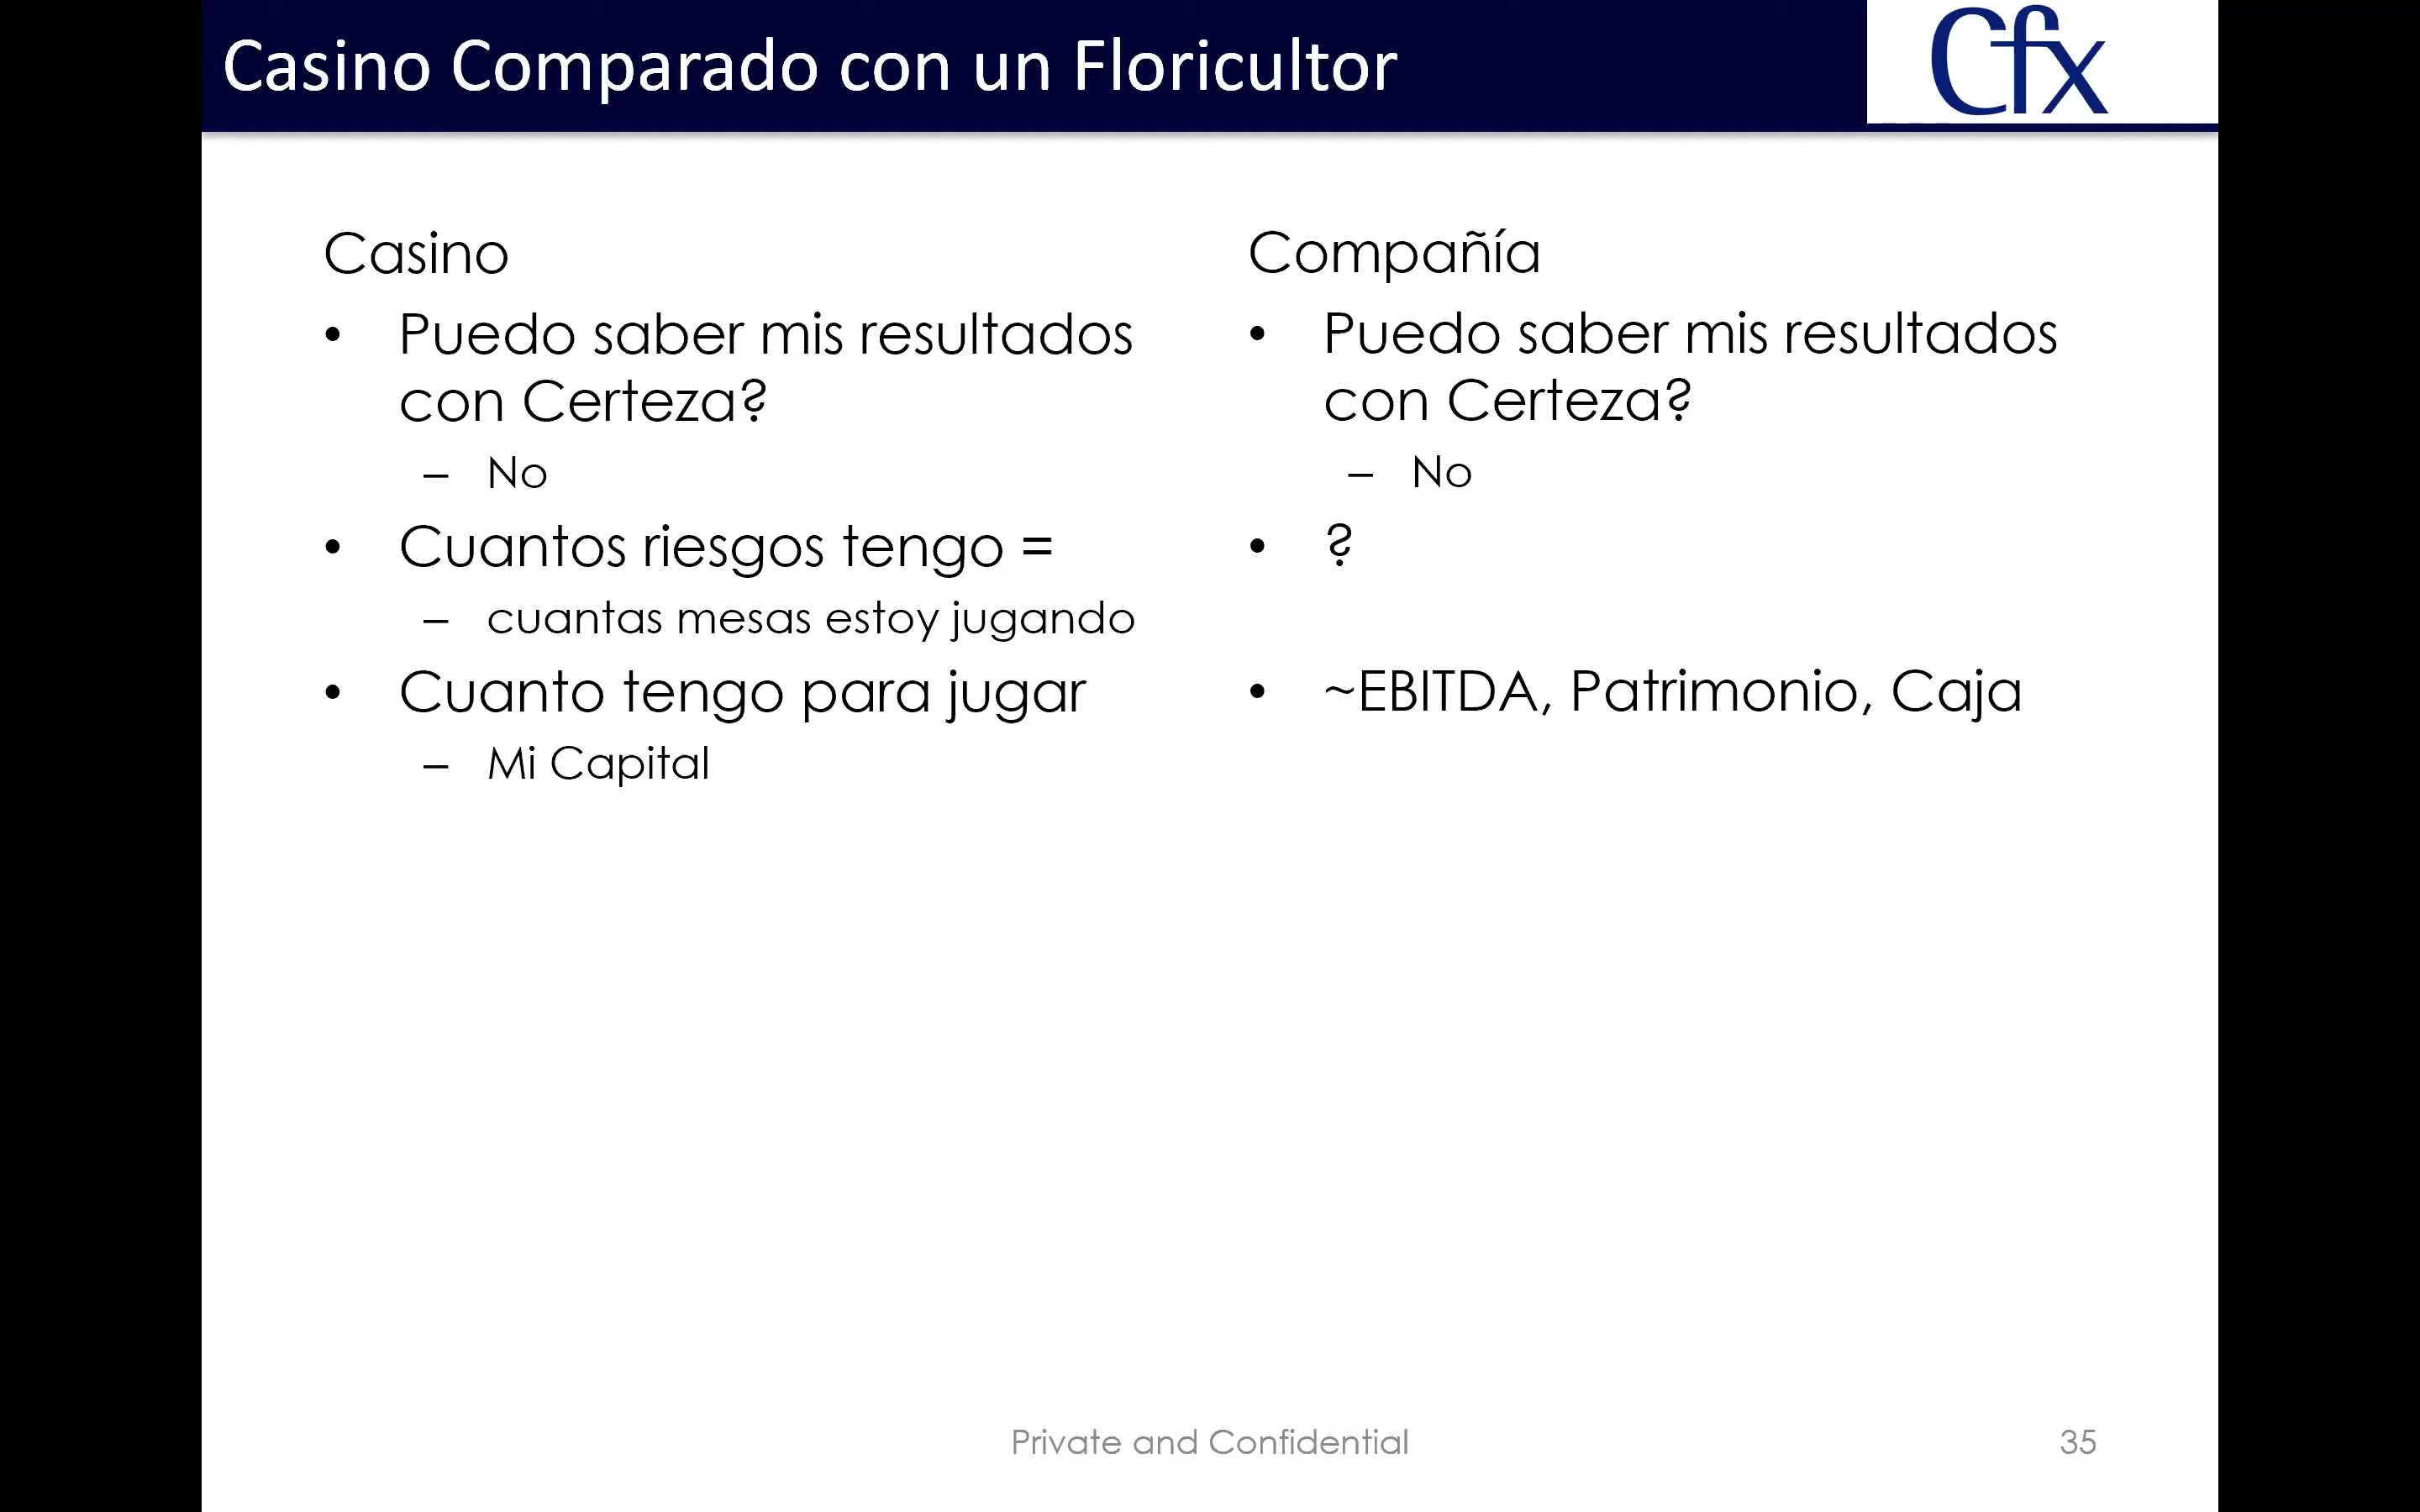 Casino Comparado con un Floricultor
Cfx
Casino
• Puedo saber mis resultados
con Certeza?
– No
• Cuantos riesgos tengo =
– cuantas mesas estoy jugando
• Cuanto tengo para jugar
– Mi Capital
Compañía
• Puedo saber mis resultados
con Certeza?
– No
• ?
• ~EBITDA, Patrimonio, Caja
Private and Confidential
35